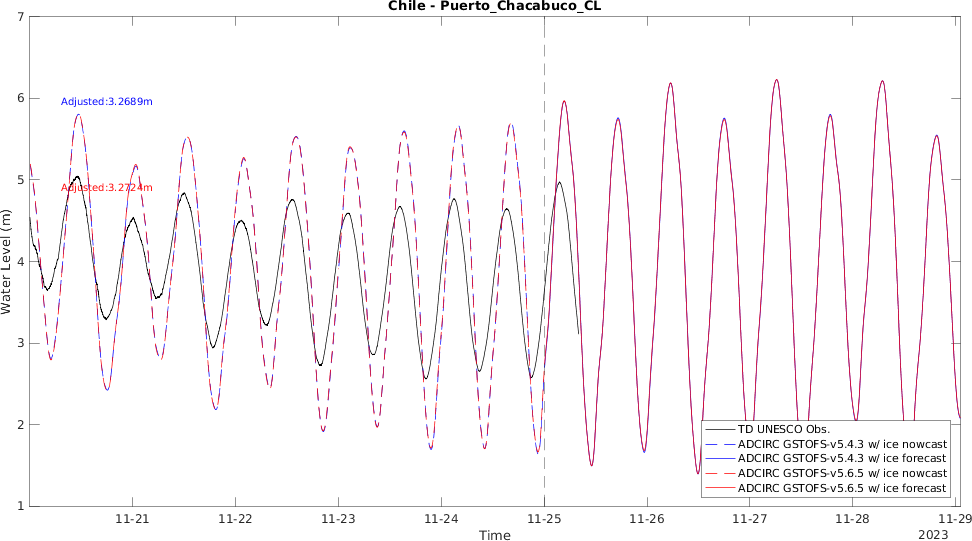 Chile - Puerto_Chacabuco_CL
7
6
5
4
3
2
1
Water Level (m)
Adjusted:3.2689m
Adjusted:3.2724m
TD UNESCO Obs.
ADCIRC GSTOFS-v5.4.3 w/ ice nowcast
ADCIRC GSTOFS-v5.4.3 w/ ice forecast
ADCIRC GSTOFS-v5.6.5 w/ ice nowcast
ADCIRC GSTOFS-v5.6.5 w/ ice forecast
11-21 11-22 11-23 11-24 11-25 11-26 11-27 11-28 11-29
Time
2023